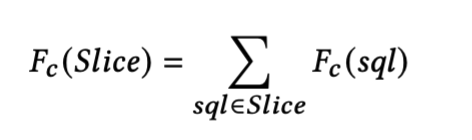 F_c(Slice) = ∑_{sql∈Slice} F_c(sql)